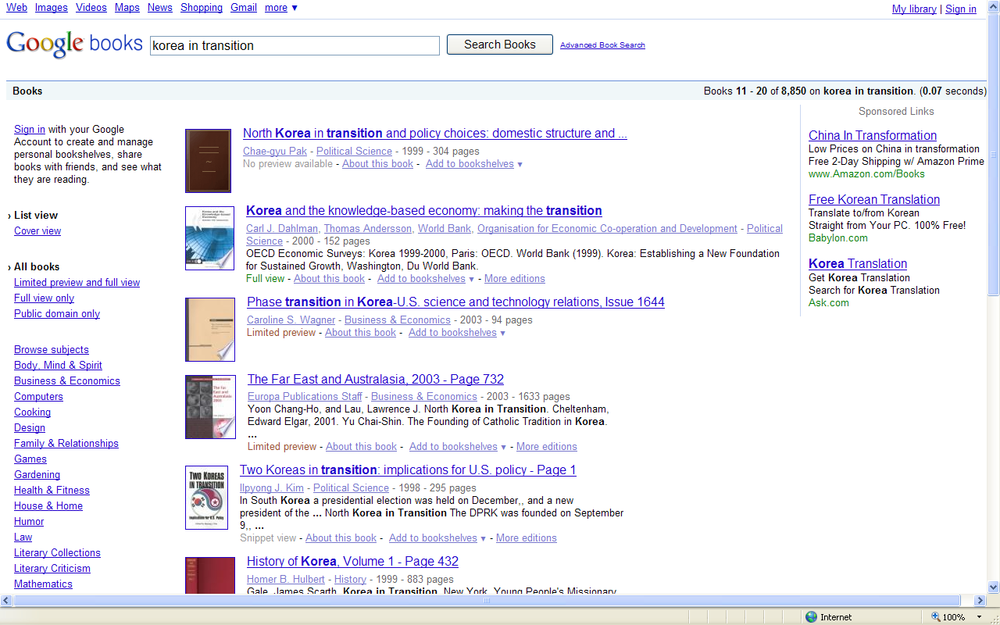 Web Images Videos Maps News Shopping Gmail more ▼
My library | Sign in
Google books
korea in transition
Search Books
Advanced Book Search
Books
Books 11 - 20 of 8,850 on korea in transition. (0.07 seconds)
Sign in with your Google
Account to create and manage
personal bookshelves, share
books with friends, and see what
they are reading.
› List view
Cover view
› All books
Limited preview and full view
Full view only
Public domain only
Browse subjects
Body, Mind & Spirit
Business & Economics
Computers
Cooking
Design
Family & Relationships
Games
Gardening
Health & Fitness
House & Home
Humor
Law
Literary Collections
Literary Criticism
Mathematics
North Korea in transition and policy choices: domestic structure and ...
Chae-gyu Pak - Political Science - 1999 - 304 pages
No preview available - About this book - Add to bookshelves ▼
Korea and the knowledge-based economy: making the transition
Carl J. Dahlman, Thomas Andersson, World Bank, Organisation for Economic Co-operation and Development - Political
Science - 2000 - 152 pages
OECD Economic Surveys: Korea 1999-2000, Paris: OECD. World Bank (1999). Korea: Establishing a New Foundation
for Sustained Growth, Washington, Du World Bank.
Full view - About this book - Add to bookshelves ▼ - More editions
Phase transition in Korea-U.S. science and technology relations, Issue 1644
Caroline S. Wagner - Business & Economics - 2003 - 94 pages
Limited preview - About this book - Add to bookshelves ▼
The Far East and Australasia, 2003 - Page 732
Europa Publications Staff - Business & Economics - 2003 - 1633 pages
Yoon Chang-Ho, and Lau, Lawrence J. North Korea in Transition. Cheltenham,
Edward Elgar, 2001. Yu Chai-Shin. The Founding of Catholic Tradition in Korea.
...
Limited preview - About this book - Add to bookshelves ▼ - More editions
TWO KOREAS
IN TRANSITION
Implications for U.S. Policy
Two Koreas in transition: implications for U.S. policy - Page 1
Ilpyong J. Kim - Political Science - 1998 - 295 pages
In South Korea a presidential election was held on December,, and a new
president of the ... North Korea in Transition The DPRK was founded on September
9,, ...
Snippet view - About this book - Add to bookshelves ▼ - More editions
History of Korea, Volume 1 - Page 432
Homer B. Hulbert - History - 1999 - 883 pages
Gale, James Scarth. Korea in Transition. New York. Young People's Missionary
Sponsored Links
China In Transformation
Low Prices on China in transformation
Free 2-Day Shipping w/ Amazon Prime
www.Amazon.com/Books
Free Korean Translation
Translate to/from Korean
Straight from Your PC. 100% Free!
Babylon.com
Korea Translation
Get Korea Translation
Search for Korea Translation
Ask.com
Internet
100%